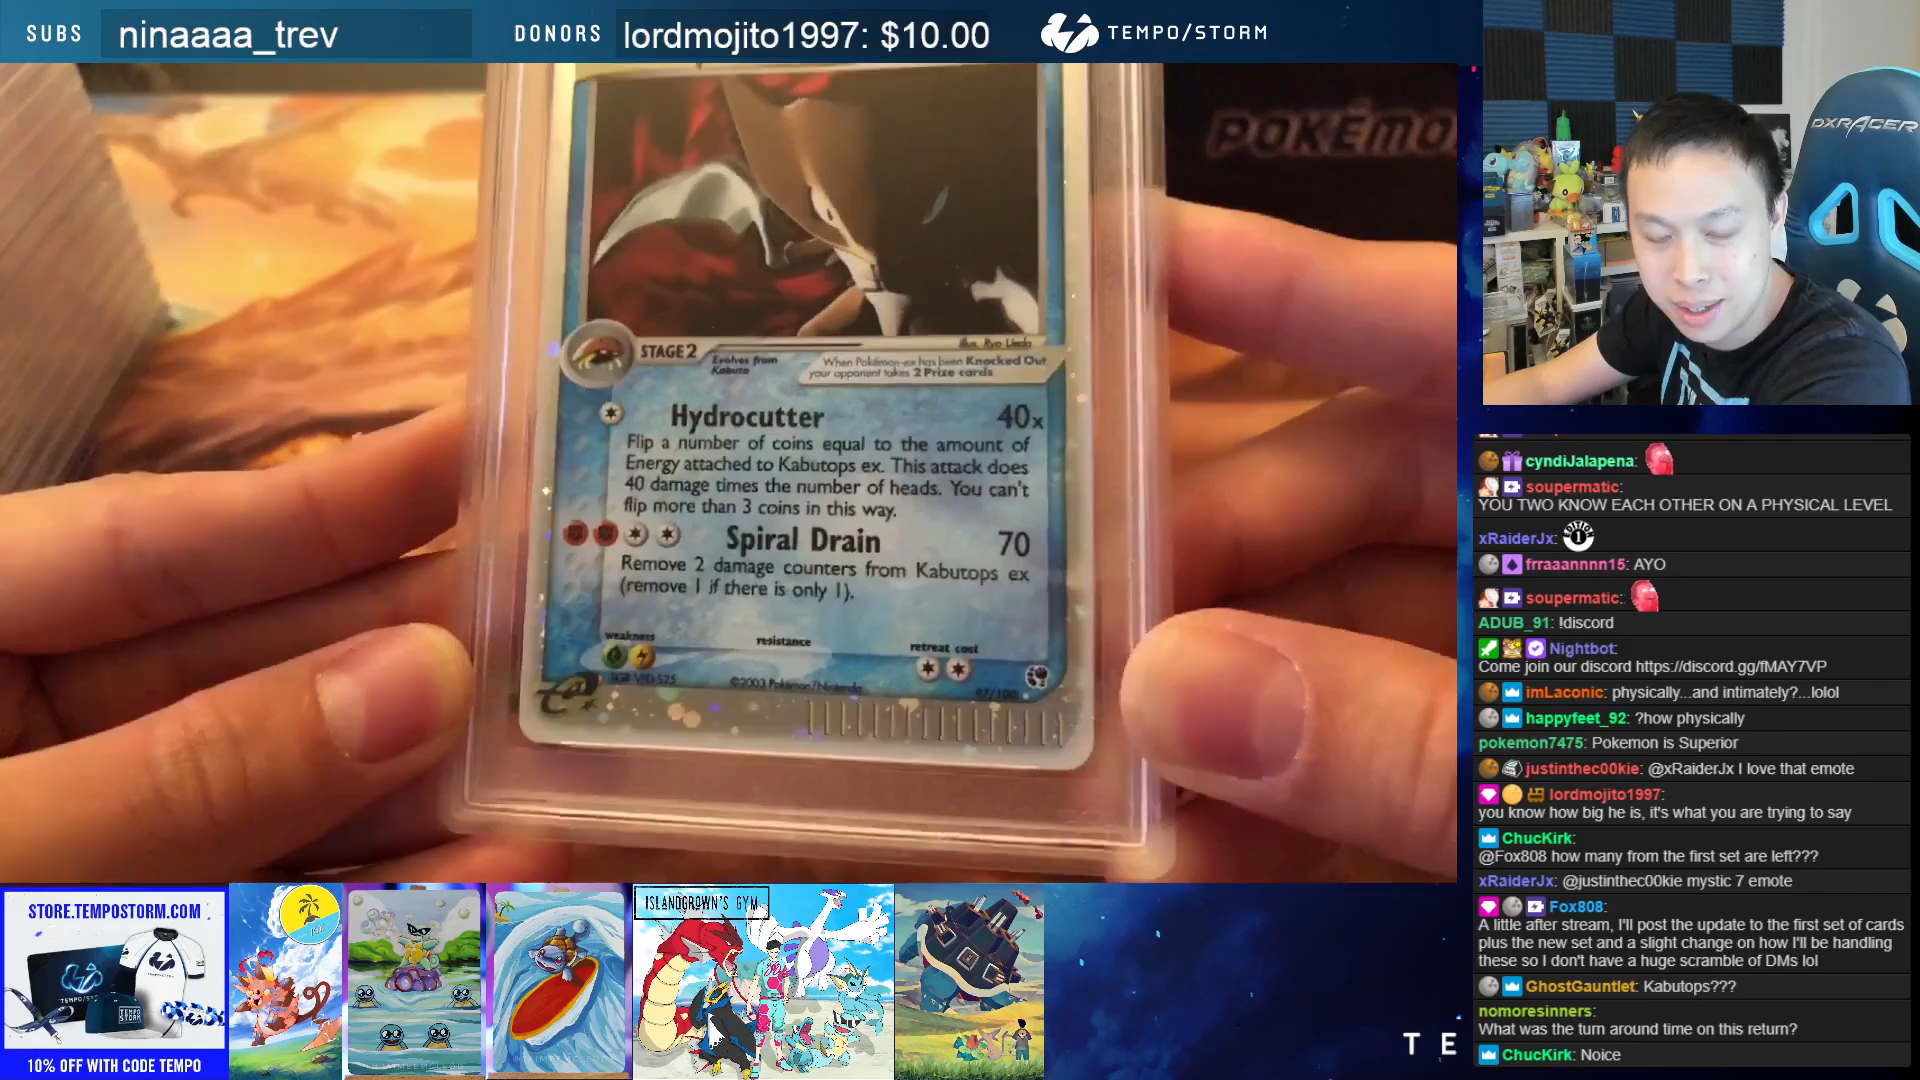 SUBS
ninaaaa_trev
DONORS
lordmojito1997: $10.00
TEMPO/STORM
POKÉMO
DXRACER
illus. Ryo Ueda
STAGE 2
Evolves from
Kabuto
When Pokémon-ex has been Knocked Out,
your opponent takes 2 Prize cards.
Hydrocutter 40x
Flip a number of coins equal to the amount of
Energy attached to Kabutops ex. This attack does
40 damage times the number of heads. You can't
flip more than 3 coins in this way.
Spiral Drain 70
Remove 2 damage counters from Kabutops ex
(remove 1 if there is only 1).
weakness
resistance
retreat cost
©2003 Pokémon/Nintendo
97/100
cyndiJalapena:
soupermatic:
YOU TWO KNOW EACH OTHER ON A PHYSICAL LEVEL
xRaiderJx:
frraaannnn15: AYO
soupermatic:
ADUB_91: !discord
Nightbot:
Come join our discord https://discord.gg/fMAY7VP
imLaconic: physically...and intimately?...lolol
happyfeet_92: ?how physically
pokemon7475: Pokemon is Superior
justinthec00kie: @xRaiderJx I love that emote
lordmojito1997:
you know how big he is, it's what you are trying to say
ChucKirk:
@Fox808 how many from the first set are left???
xRaiderJx: @justinthec00kie mystic 7 emote
Fox808:
A little after stream, I'll post the update to the first set of cards
plus the new set and a slight change on how I'll be handling
these so I don't have a huge scramble of DMs lol
GhostGauntlet: Kabutops???
nomoresinners:
What was the turn around time on this return?
ChucKirk: Noice
STORE.TEMPOSTORM.COM
TEMPO
STORM
10% OFF WITH CODE TEMPO
ISLANDGROWN'S GYM
T E